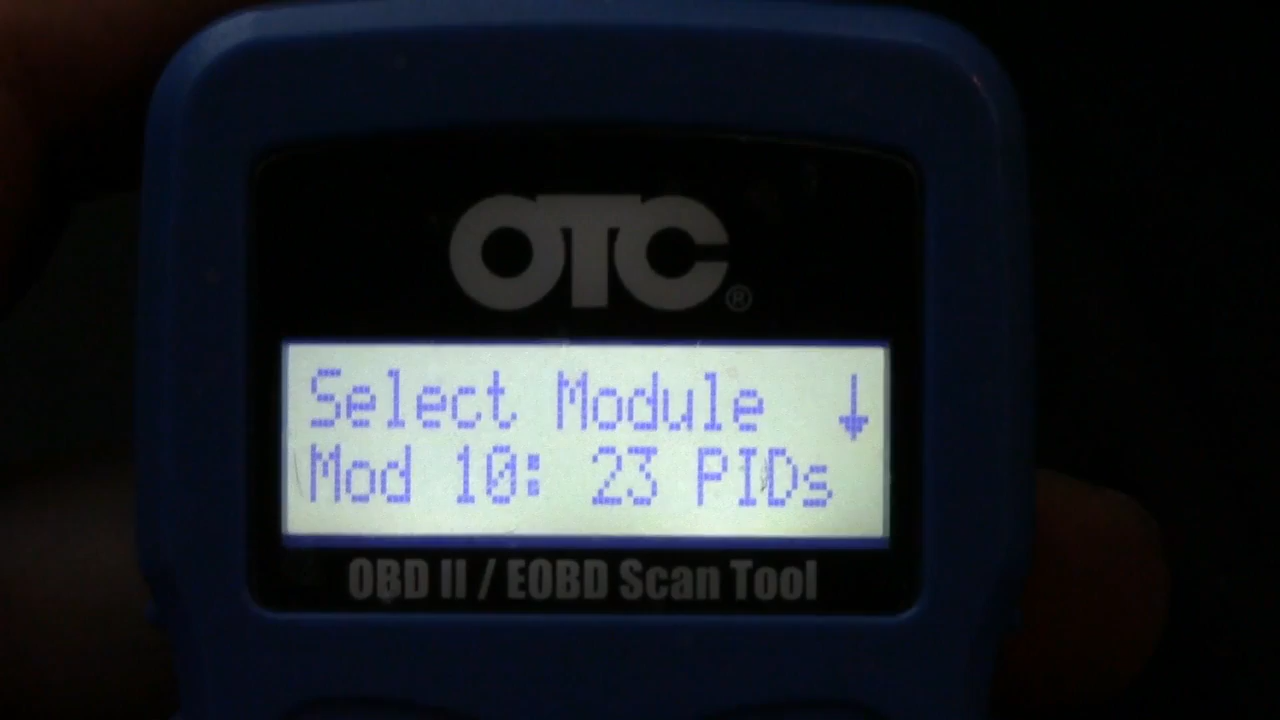 OTC®
Select Module ↓
Mod 10: 23 PIDs
OBD II / EOBD Scan Tool